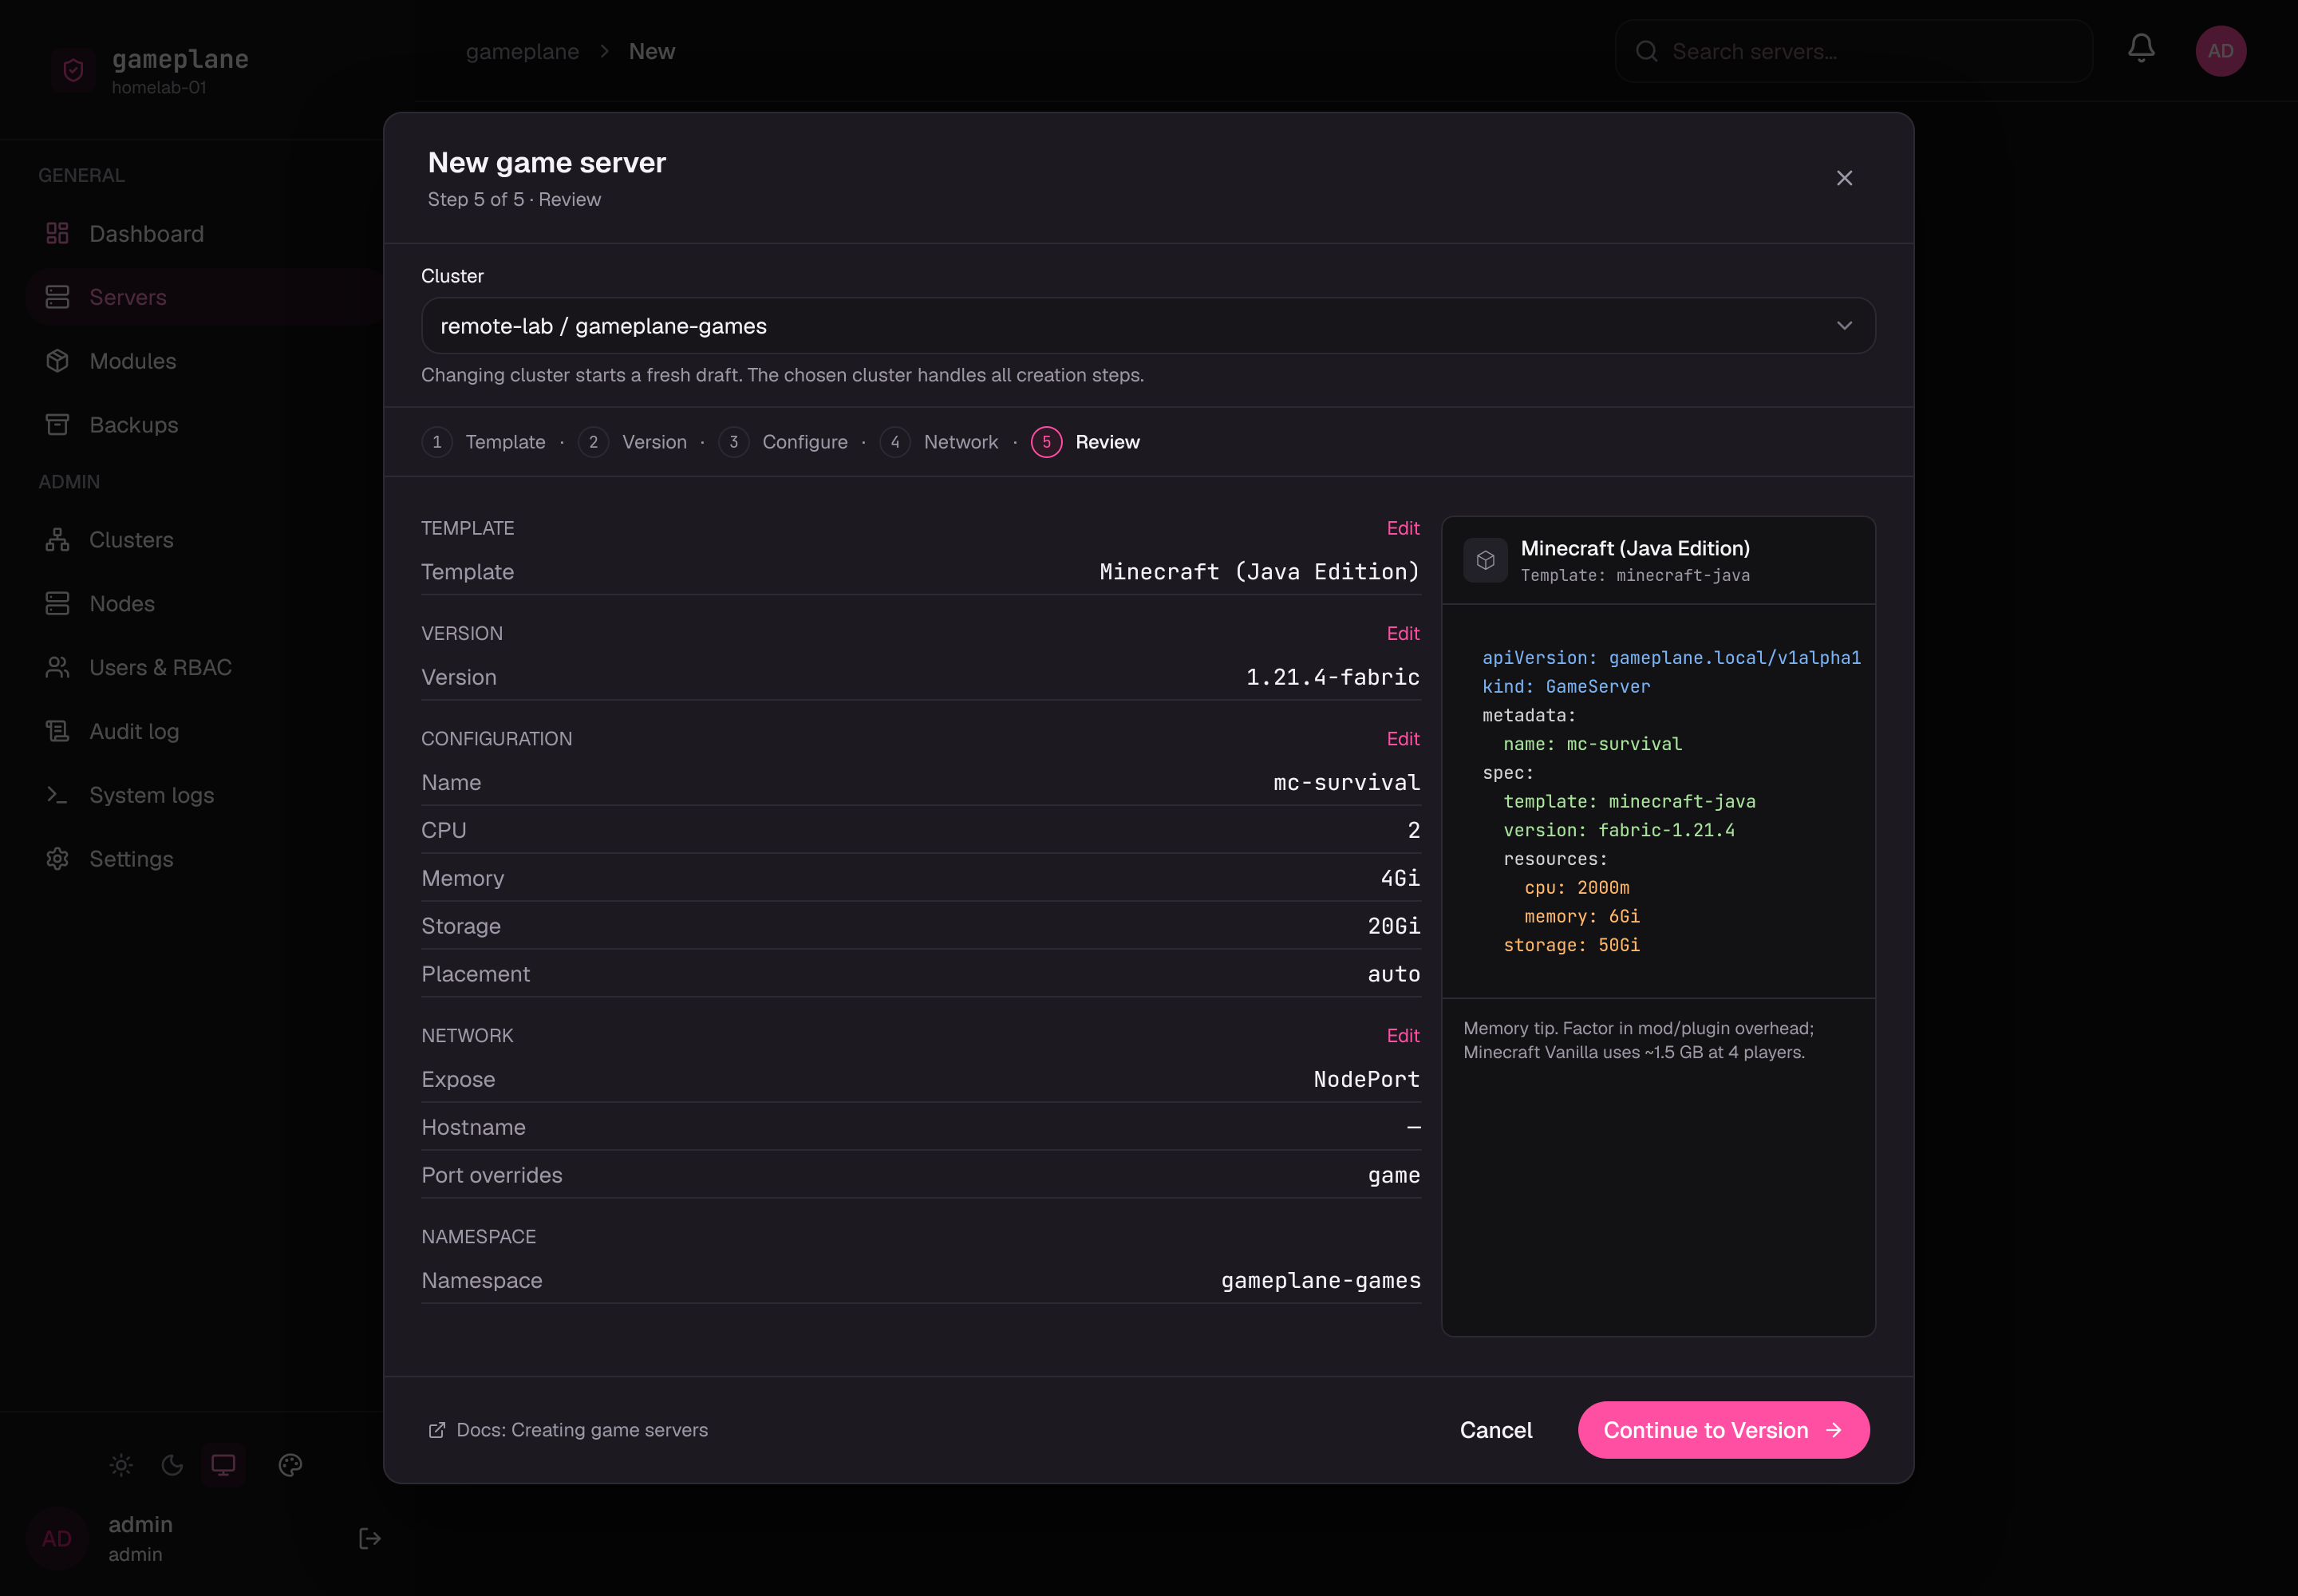 gameplane
homelab-01
gameplane > New
Search servers...
AD
GENERAL
Dashboard
Servers
Modules
Backups
ADMIN
Clusters
Nodes
Users & RBAC
Audit log
System logs
Settings
AD
admin
admin
New game server
Step 5 of 5 · Review
Cluster
remote-lab / gameplane-games
Changing cluster starts a fresh draft. The chosen cluster handles all creation steps.
1 Template · 2 Version · 3 Configure · 4 Network · 5 Review
TEMPLATE Edit
Template Minecraft (Java Edition)
VERSION Edit
Version 1.21.4-fabric
CONFIGURATION Edit
Name mc-survival
CPU 2
Memory 4Gi
Storage 20Gi
Placement auto
NETWORK Edit
Expose NodePort
Hostname —
Port overrides game
NAMESPACE
Namespace gameplane-games
Minecraft (Java Edition)
Template: minecraft-java
apiVersion: gameplane.local/v1alpha1
kind: GameServer
metadata:
name: mc-survival
spec:
template: minecraft-java
version: fabric-1.21.4
resources:
cpu: 2000m
memory: 6Gi
storage: 50Gi
Memory tip. Factor in mod/plugin overhead;
Minecraft Vanilla uses ~1.5 GB at 4 players.
Docs: Creating game servers
Cancel
Continue to Version →